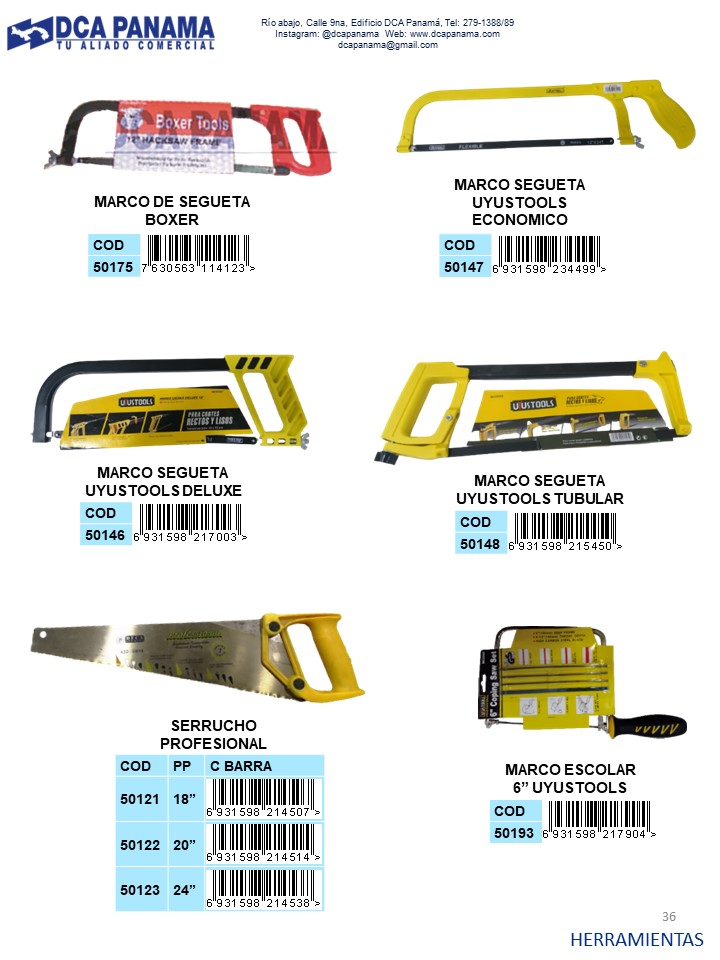 DCA PANAMA
TU ALIADO COMERCIAL
Río abajo, Calle 9na, Edificio DCA Panamá, Tel: 279-1388/89
Instagram: @dcapanama Web: www.dcapanama.com
dcapanama@gmail.com
Boxer Tools
12" HACKSAW FRAME
MARCO DE SEGUETA
BOXER
COD
50175
7 630563 114123 >
FLEXIBLE
MARCO SEGUETA
UYUSTOOLS
ECONOMICO
COD
50147
6 931598 234499 >
UYUSTOOLS
PARA CORTES
RECTOS Y LISOS
MARCO SEGUETA
UYUSTOOLS DELUXE
COD
50146
6 931598 217003 >
UYUSTOOLS
PARA CORTES
RECTOS Y LISOS
MARCO SEGUETA
UYUSTOOLS TUBULAR
COD
50148
6 931598 215450 >
SERRUCHO
PROFESIONAL
COD PP C BARRA
50121 18” 6 931598 214507 >
50122 20” 6 931598 214514 >
50123 24” 6 931598 214538 >
6" Coping Saw Set
MARCO ESCOLAR
6” UYUSTOOLS
COD
50193
6 931598 217904 >
36
HERRAMIENTAS